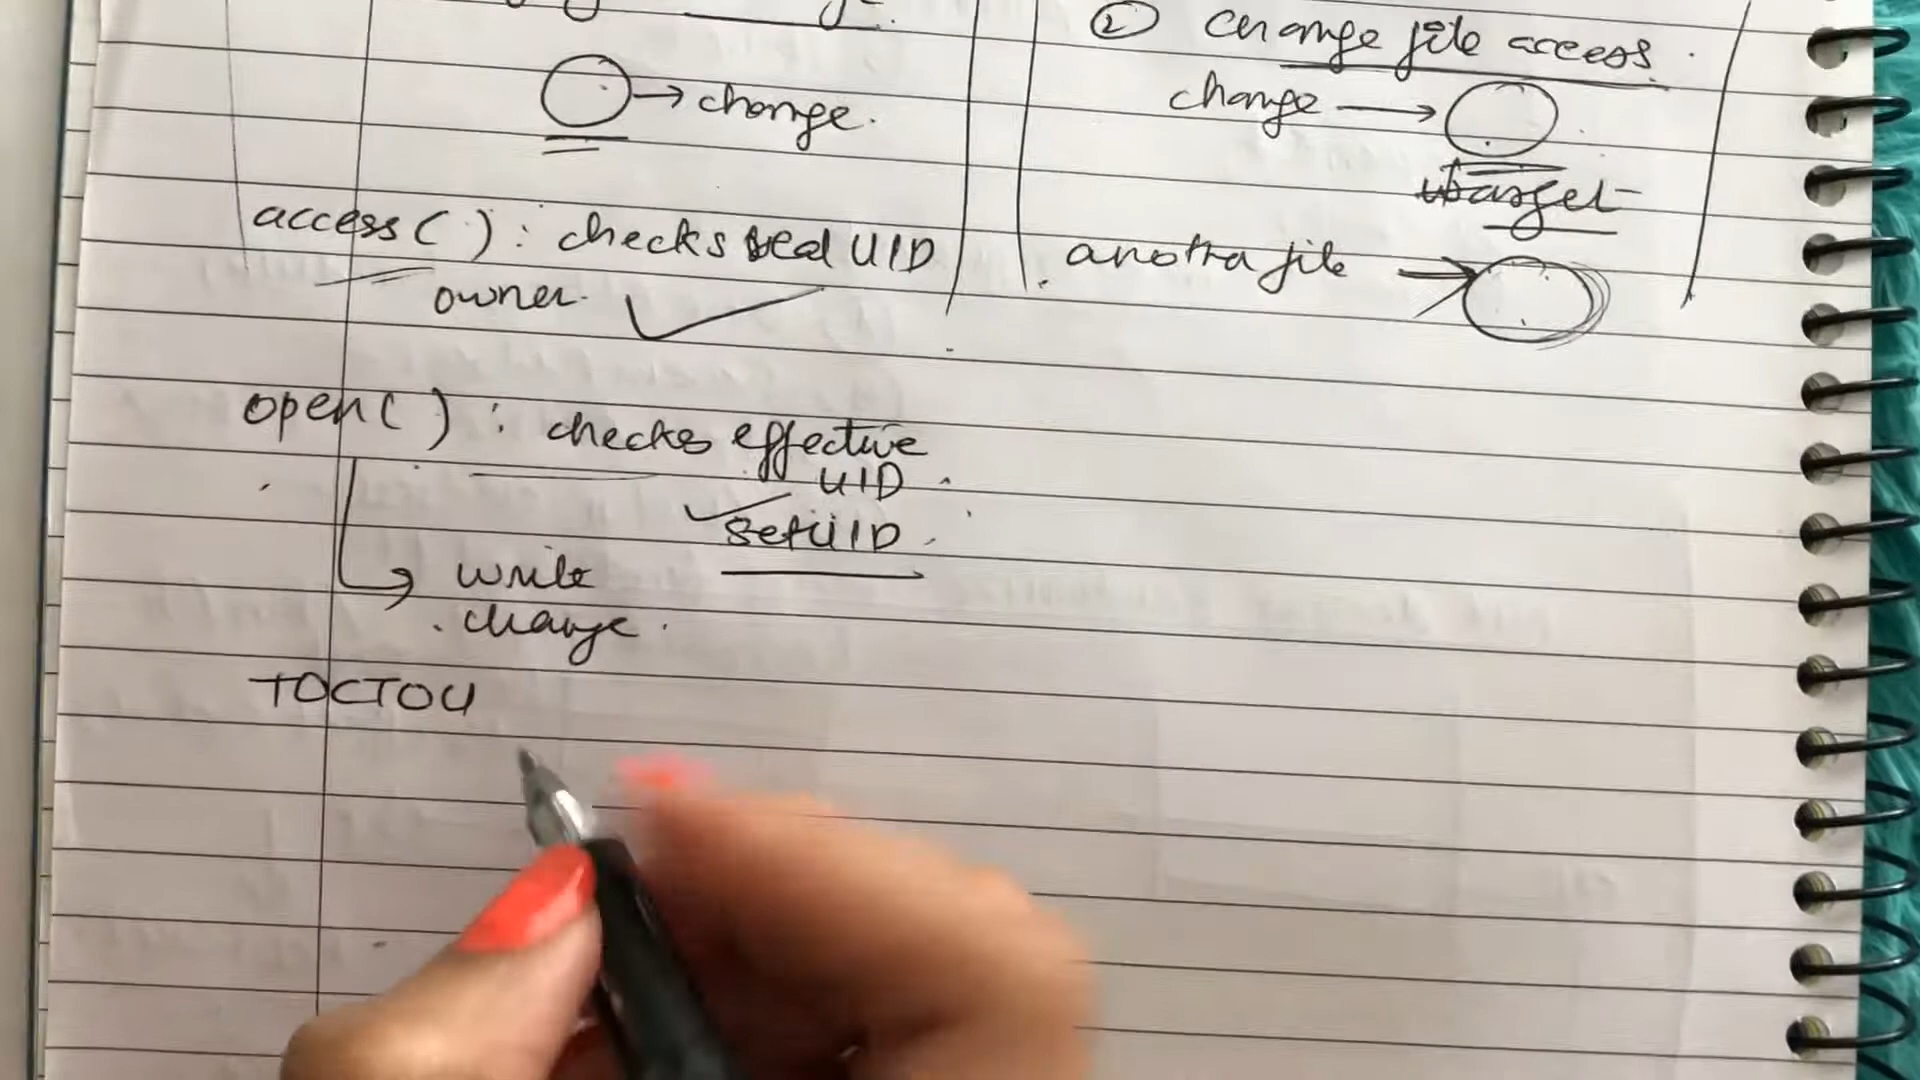 → change.
access( ) : checks real UID
owner.
open( ) : checks effective
UID
setUID
write
change.
TOCTOU
② Change file access.
change →
target
file →